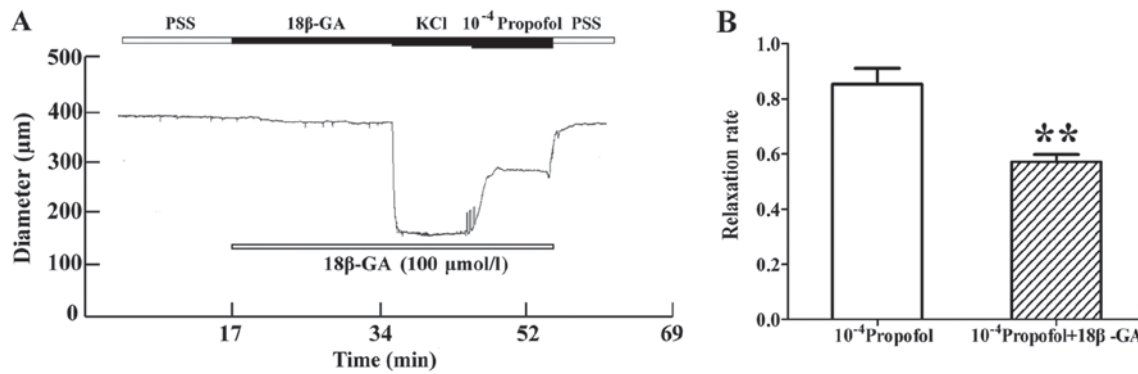 A
PSS 18β-GA KCl 10⁻⁴ Propofol PSS
500
400
300
200
100
0
Diameter (μm)
18β-GA (100 μmol/l)
17 34 52 69
Time (min)
B
1.0
0.8
0.6
0.4
0.2
0.0
Relaxation rate
**
10⁻⁴Propofol 10⁻⁴Propofol+18β -GA